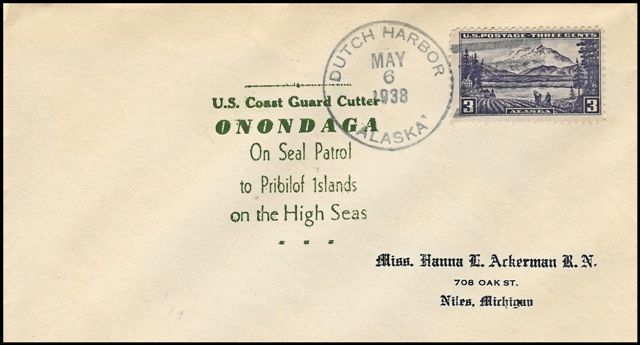 DUTCH HARBOR
MAY
6
1938
ALASKA
U.S. POSTAGE - THREE CENTS
3
ALASKA
3
U.S. Coast Guard Cutter
ONONDAGA
On Seal Patrol
to Pribilof Islands
on the High Seas
Miss. Hanna L. Ackerman R.N.
708 OAK ST.
Niles, Michigan